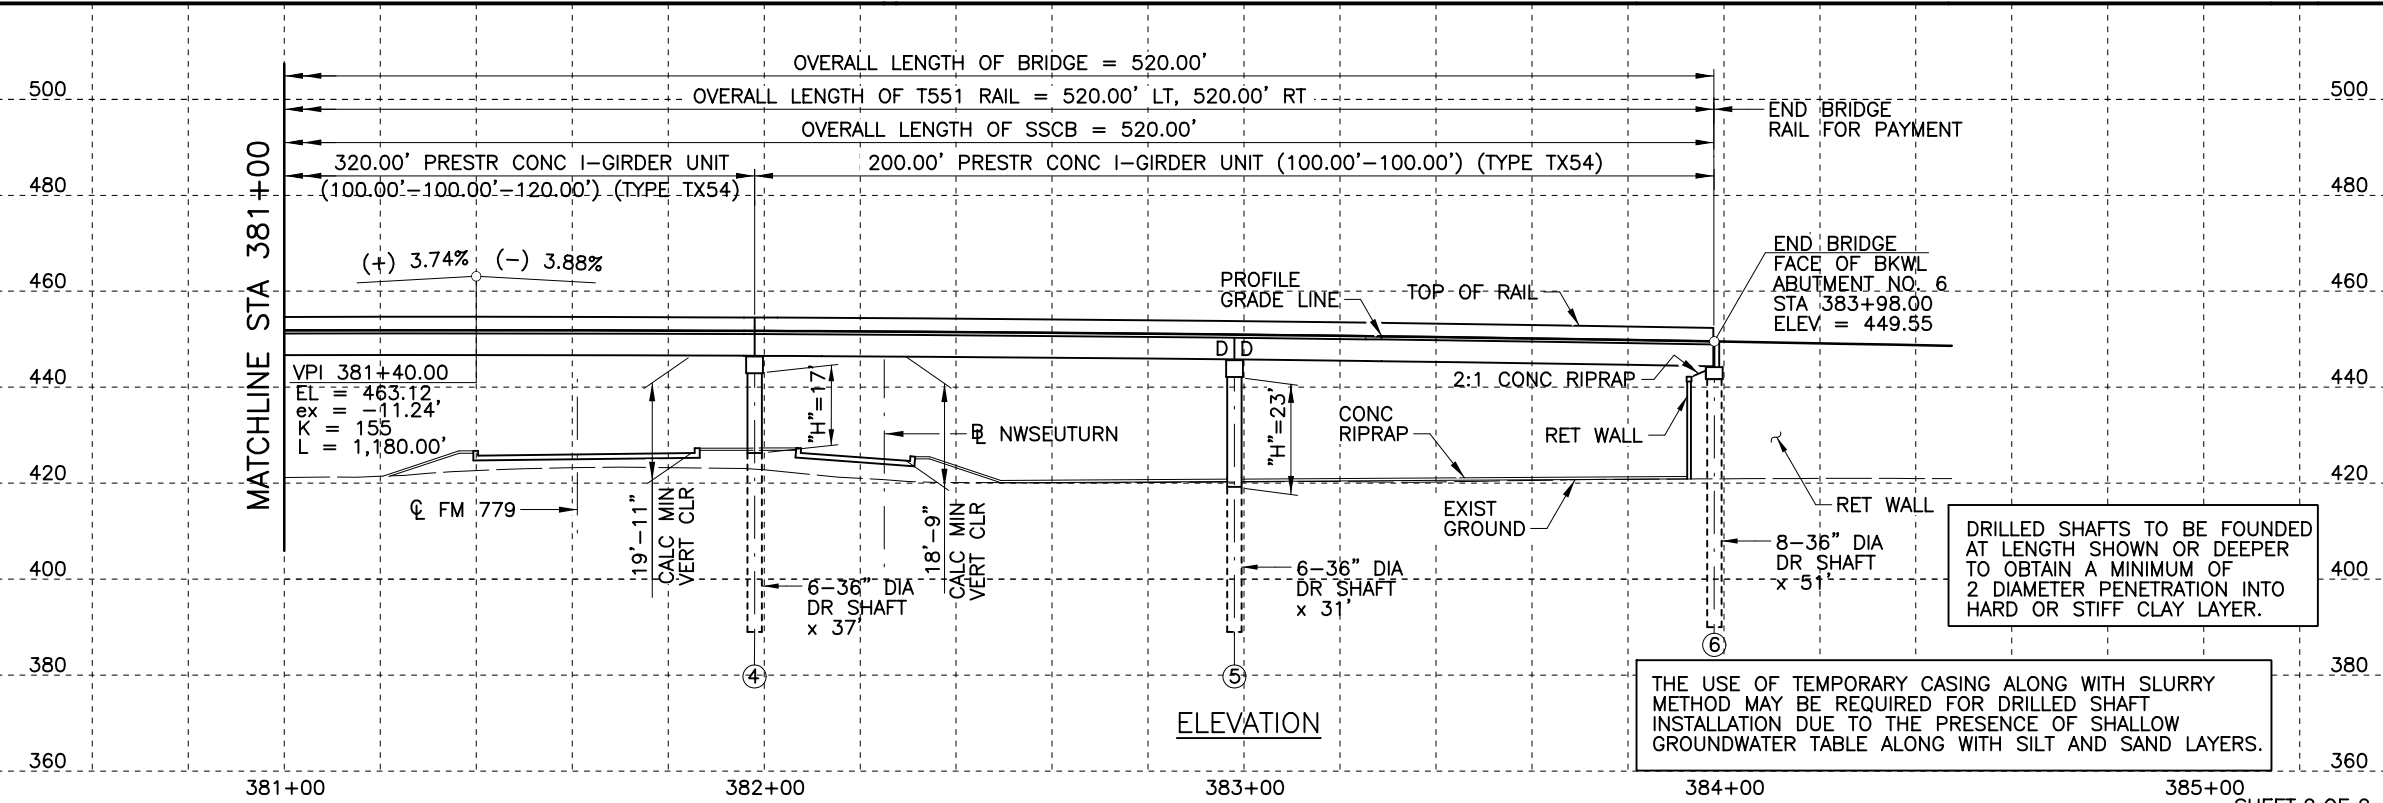 OVERALL LENGTH OF BRIDGE = 520.00'
OVERALL LENGTH OF T551 RAIL = 520.00' LT, 520.00' RT
OVERALL LENGTH OF SSCB = 520.00'
320.00' PRESTR CONC I-GIRDER UNIT
(100.00'-100.00'-120.00') (TYPE TX54)
200.00' PRESTR CONC I-GIRDER UNIT (100.00'-100.00') (TYPE TX54)
END BRIDGE
RAIL FOR PAYMENT
500
480
460
440
420
400
380
360
500
480
460
440
420
400
380
360
MATCHLINE STA 381+00
(+) 3.74%
(-) 3.88%
VPI 381+40.00
EL = 463.12'
ex = -11.24'
K = 155
L = 1,180.00'
℄ FM 779
19'-11"
CALC MIN
VERT CLR
"H"=17'
NWSEUTURN
18'-9"
CALC MIN
VERT CLR
6-36" DIA
DR SHAFT
x 37'
PROFILE
GRADE LINE
TOP OF RAIL
D D
"H"=23'
CONC
RIPRAP
2:1 CONC RIPRAP
RET WALL
EXIST
GROUND
6-36" DIA
DR SHAFT
x 31'
END BRIDGE
FACE OF BKWL
ABUTMENT NO. 6
STA 383+98.00
ELEV = 449.55
RET WALL
8-36" DIA
DR SHAFT
x 51'
DRILLED SHAFTS TO BE FOUNDED
AT LENGTH SHOWN OR DEEPER
TO OBTAIN A MINIMUM OF
2 DIAMETER PENETRATION INTO
HARD OR STIFF CLAY LAYER.
4
5
6
ELEVATION
THE USE OF TEMPORARY CASING ALONG WITH SLURRY
METHOD MAY BE REQUIRED FOR DRILLED SHAFT
INSTALLATION DUE TO THE PRESENCE OF SHALLOW
GROUNDWATER TABLE ALONG WITH SILT AND SAND LAYERS.
381+00
382+00
383+00
384+00
385+00